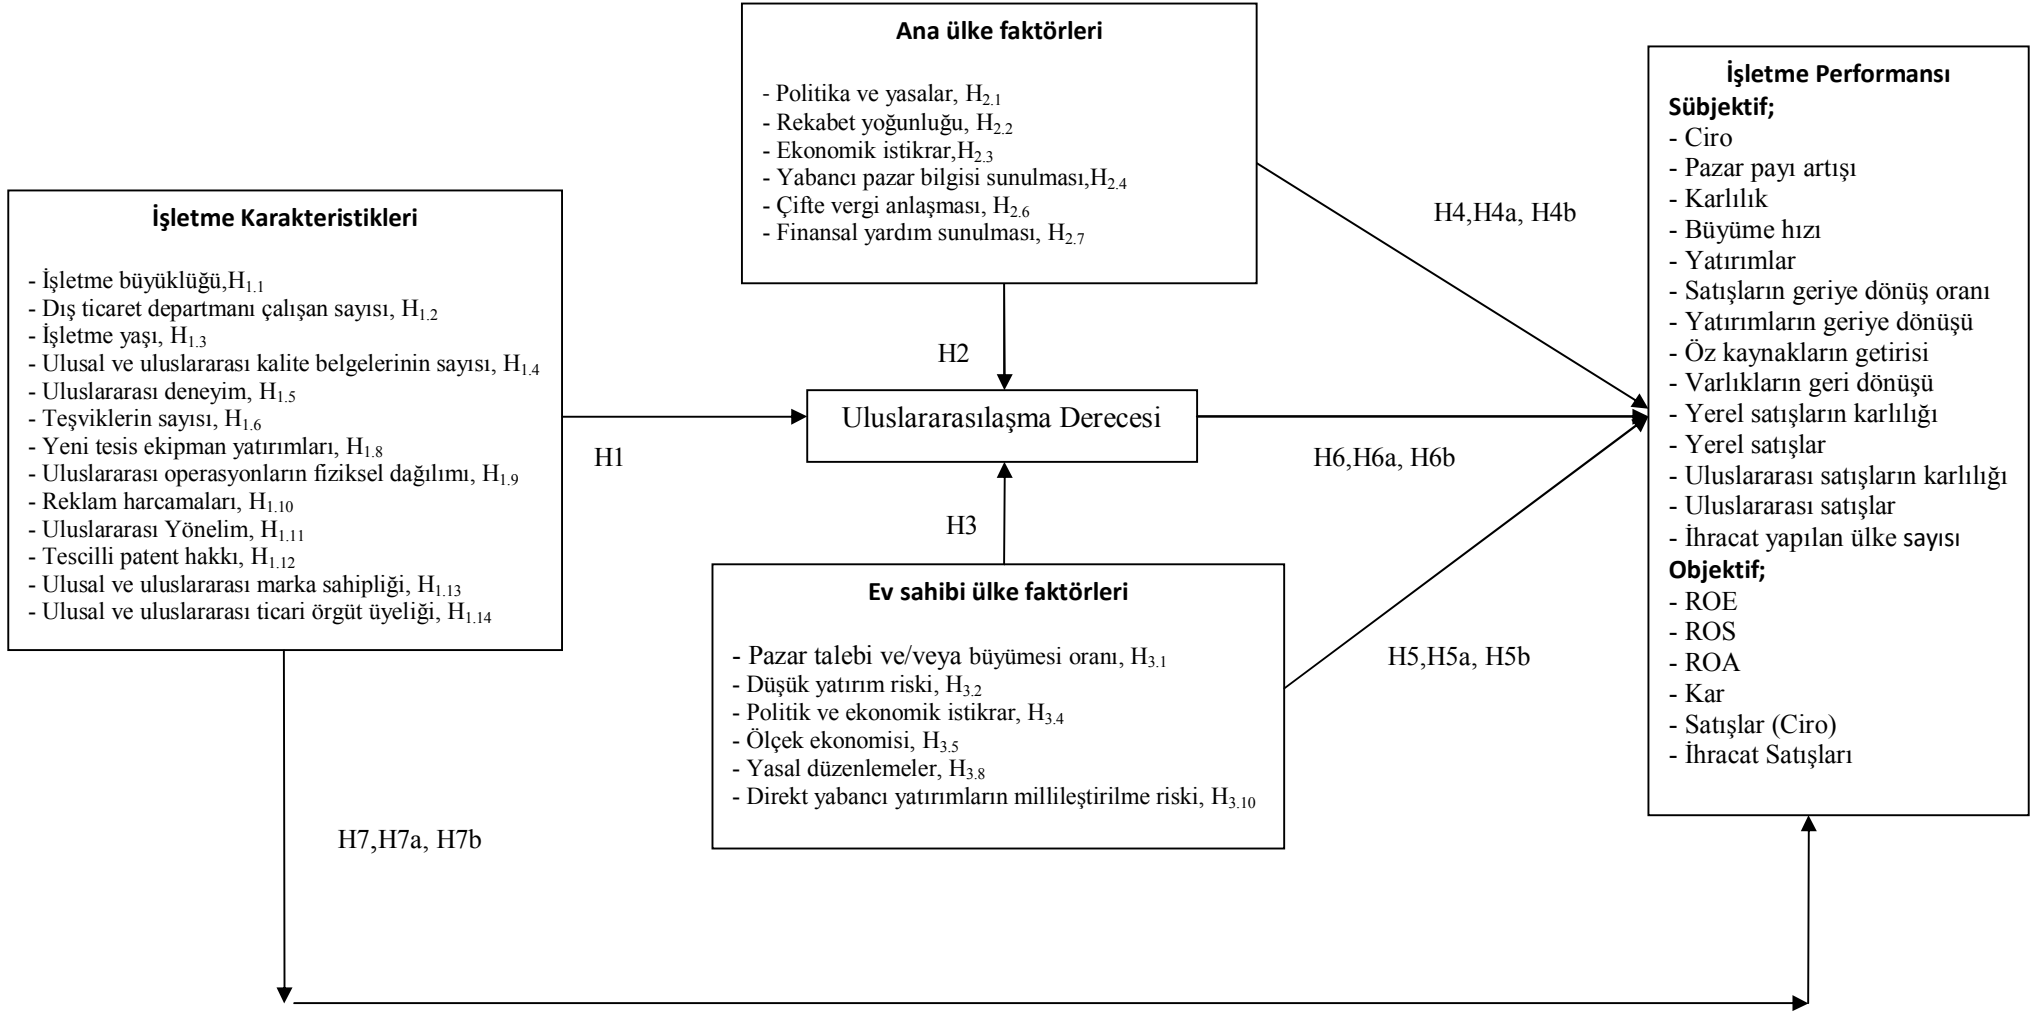 Ana ülke faktörleri
- Politika ve yasalar, H2.1
- Rekabet yoğunluğu, H2.2
- Ekonomik istikrar,H2.3
- Yabancı pazar bilgisi sunulması,H2.4
- Çifte vergi anlaşması, H2.6
- Finansal yardım sunulması, H2.7
İşletme Karakteristikleri
- İşletme büyüklüğü,H1.1
- Dış ticaret departmanı çalışan sayısı, H1.2
- İşletme yaşı, H1.3
- Ulusal ve uluslararası kalite belgelerinin sayısı, H1.4
- Uluslararası deneyim, H1.5
- Teşviklerin sayısı, H1.6
- Yeni tesis ekipman yatırımları, H1.8
- Uluslararası operasyonların fiziksel dağılımı, H1.9
- Reklam harcamaları, H1.10
- Uluslararası Yönelim, H1.11
- Tescilli patent hakkı, H1.12
- Ulusal ve uluslararası marka sahipliği, H1.13
- Ulusal ve uluslararası ticari örgüt üyeliği, H1.14
H1
H2
Uluslararasılaşma Derecesi
H3
Ev sahibi ülke faktörleri
- Pazar talebi ve/veya büyümesi oranı, H3.1
- Düşük yatırım riski, H3.2
- Politik ve ekonomik istikrar, H3.4
- Ölçek ekonomisi, H3.5
- Yasal düzenlemeler, H3.8
- Direkt yabancı yatırımların millileştirilme riski, H3.10
H4,H4a, H4b
H6,H6a, H6b
H5,H5a, H5b
H7,H7a, H7b
İşletme Performansı
Sübjektif;
- Ciro
- Pazar payı artışı
- Karlılık
- Büyüme hızı
- Yatırımlar
- Satışların geriye dönüş oranı
- Yatırımların geriye dönüşü
- Öz kaynakların getirisi
- Varlıkların geri dönüşü
- Yerel satışların karlılığı
- Yerel satışlar
- Uluslararası satışların karlılığı
- Uluslararası satışlar
- İhracat yapılan ülke sayısı
Objektif;
- ROE
- ROS
- ROA
- Kar
- Satışlar (Ciro)
- İhracat Satışları